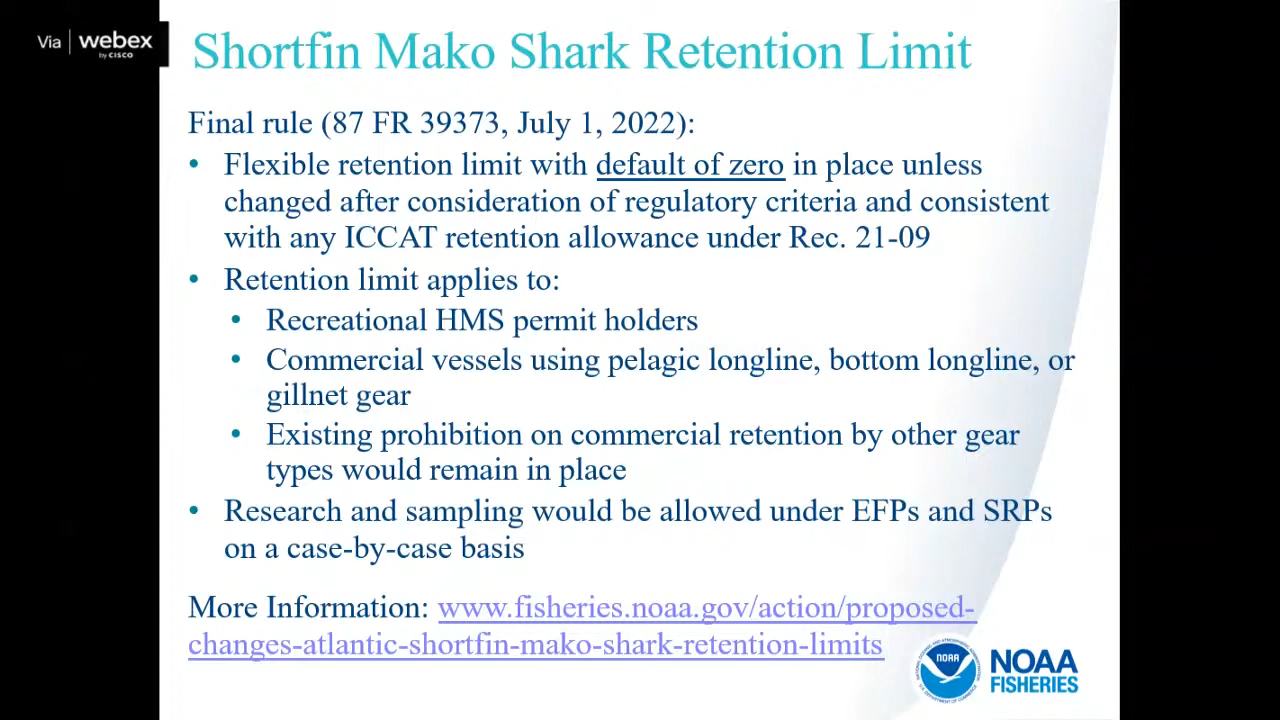 Via | webex
by CISCO
Shortfin Mako Shark Retention Limit
Final rule (87 FR 39373, July 1, 2022):
• Flexible retention limit with default of zero in place unless
changed after consideration of regulatory criteria and consistent
with any ICCAT retention allowance under Rec. 21-09
• Retention limit applies to:
• Recreational HMS permit holders
• Commercial vessels using pelagic longline, bottom longline, or
gillnet gear
• Existing prohibition on commercial retention by other gear
types would remain in place
• Research and sampling would be allowed under EFPs and SRPs
on a case-by-case basis
More Information: www.fisheries.noaa.gov/action/proposed-
changes-atlantic-shortfin-mako-shark-retention-limits
NOAA
NOAA
FISHERIES